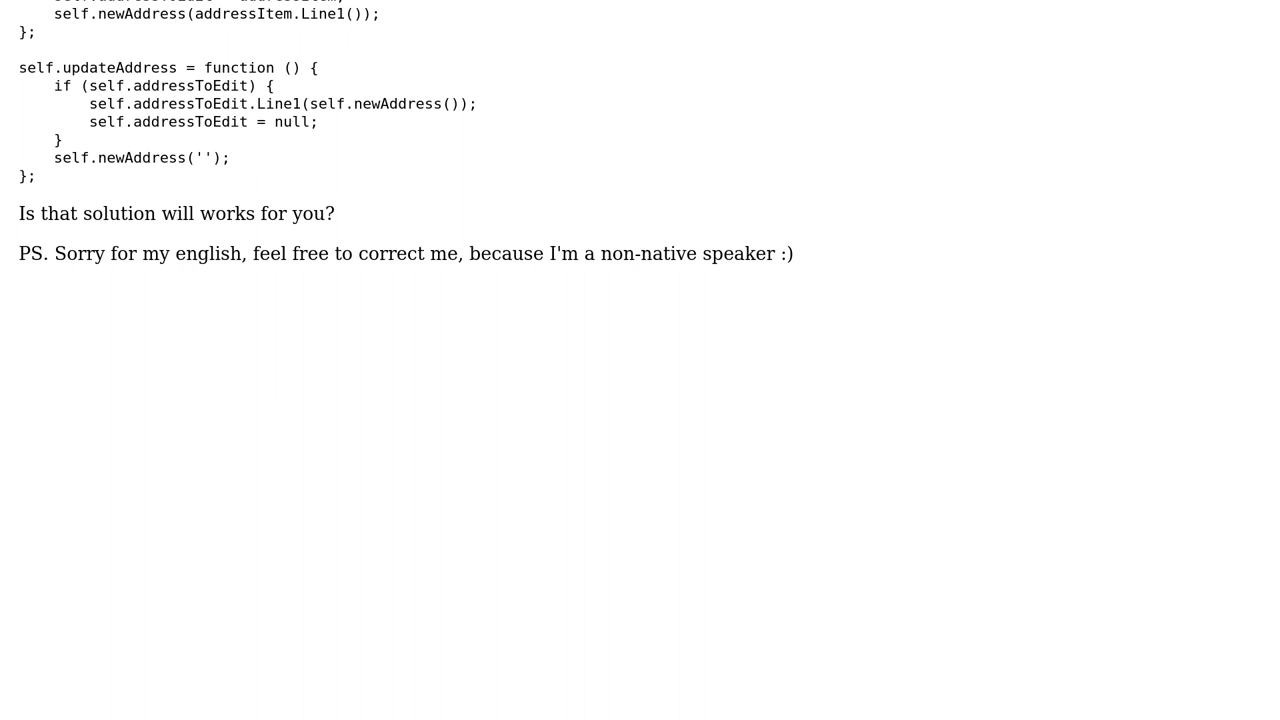 self.newAddress(addressItem.Line1());
};
self.updateAddress = function () {
if (self.addressToEdit) {
self.addressToEdit.Line1(self.newAddress());
self.addressToEdit = null;
}
self.newAddress('');
};
Is that solution will works for you?
PS. Sorry for my english, feel free to correct me, because I'm a non-native speaker :)